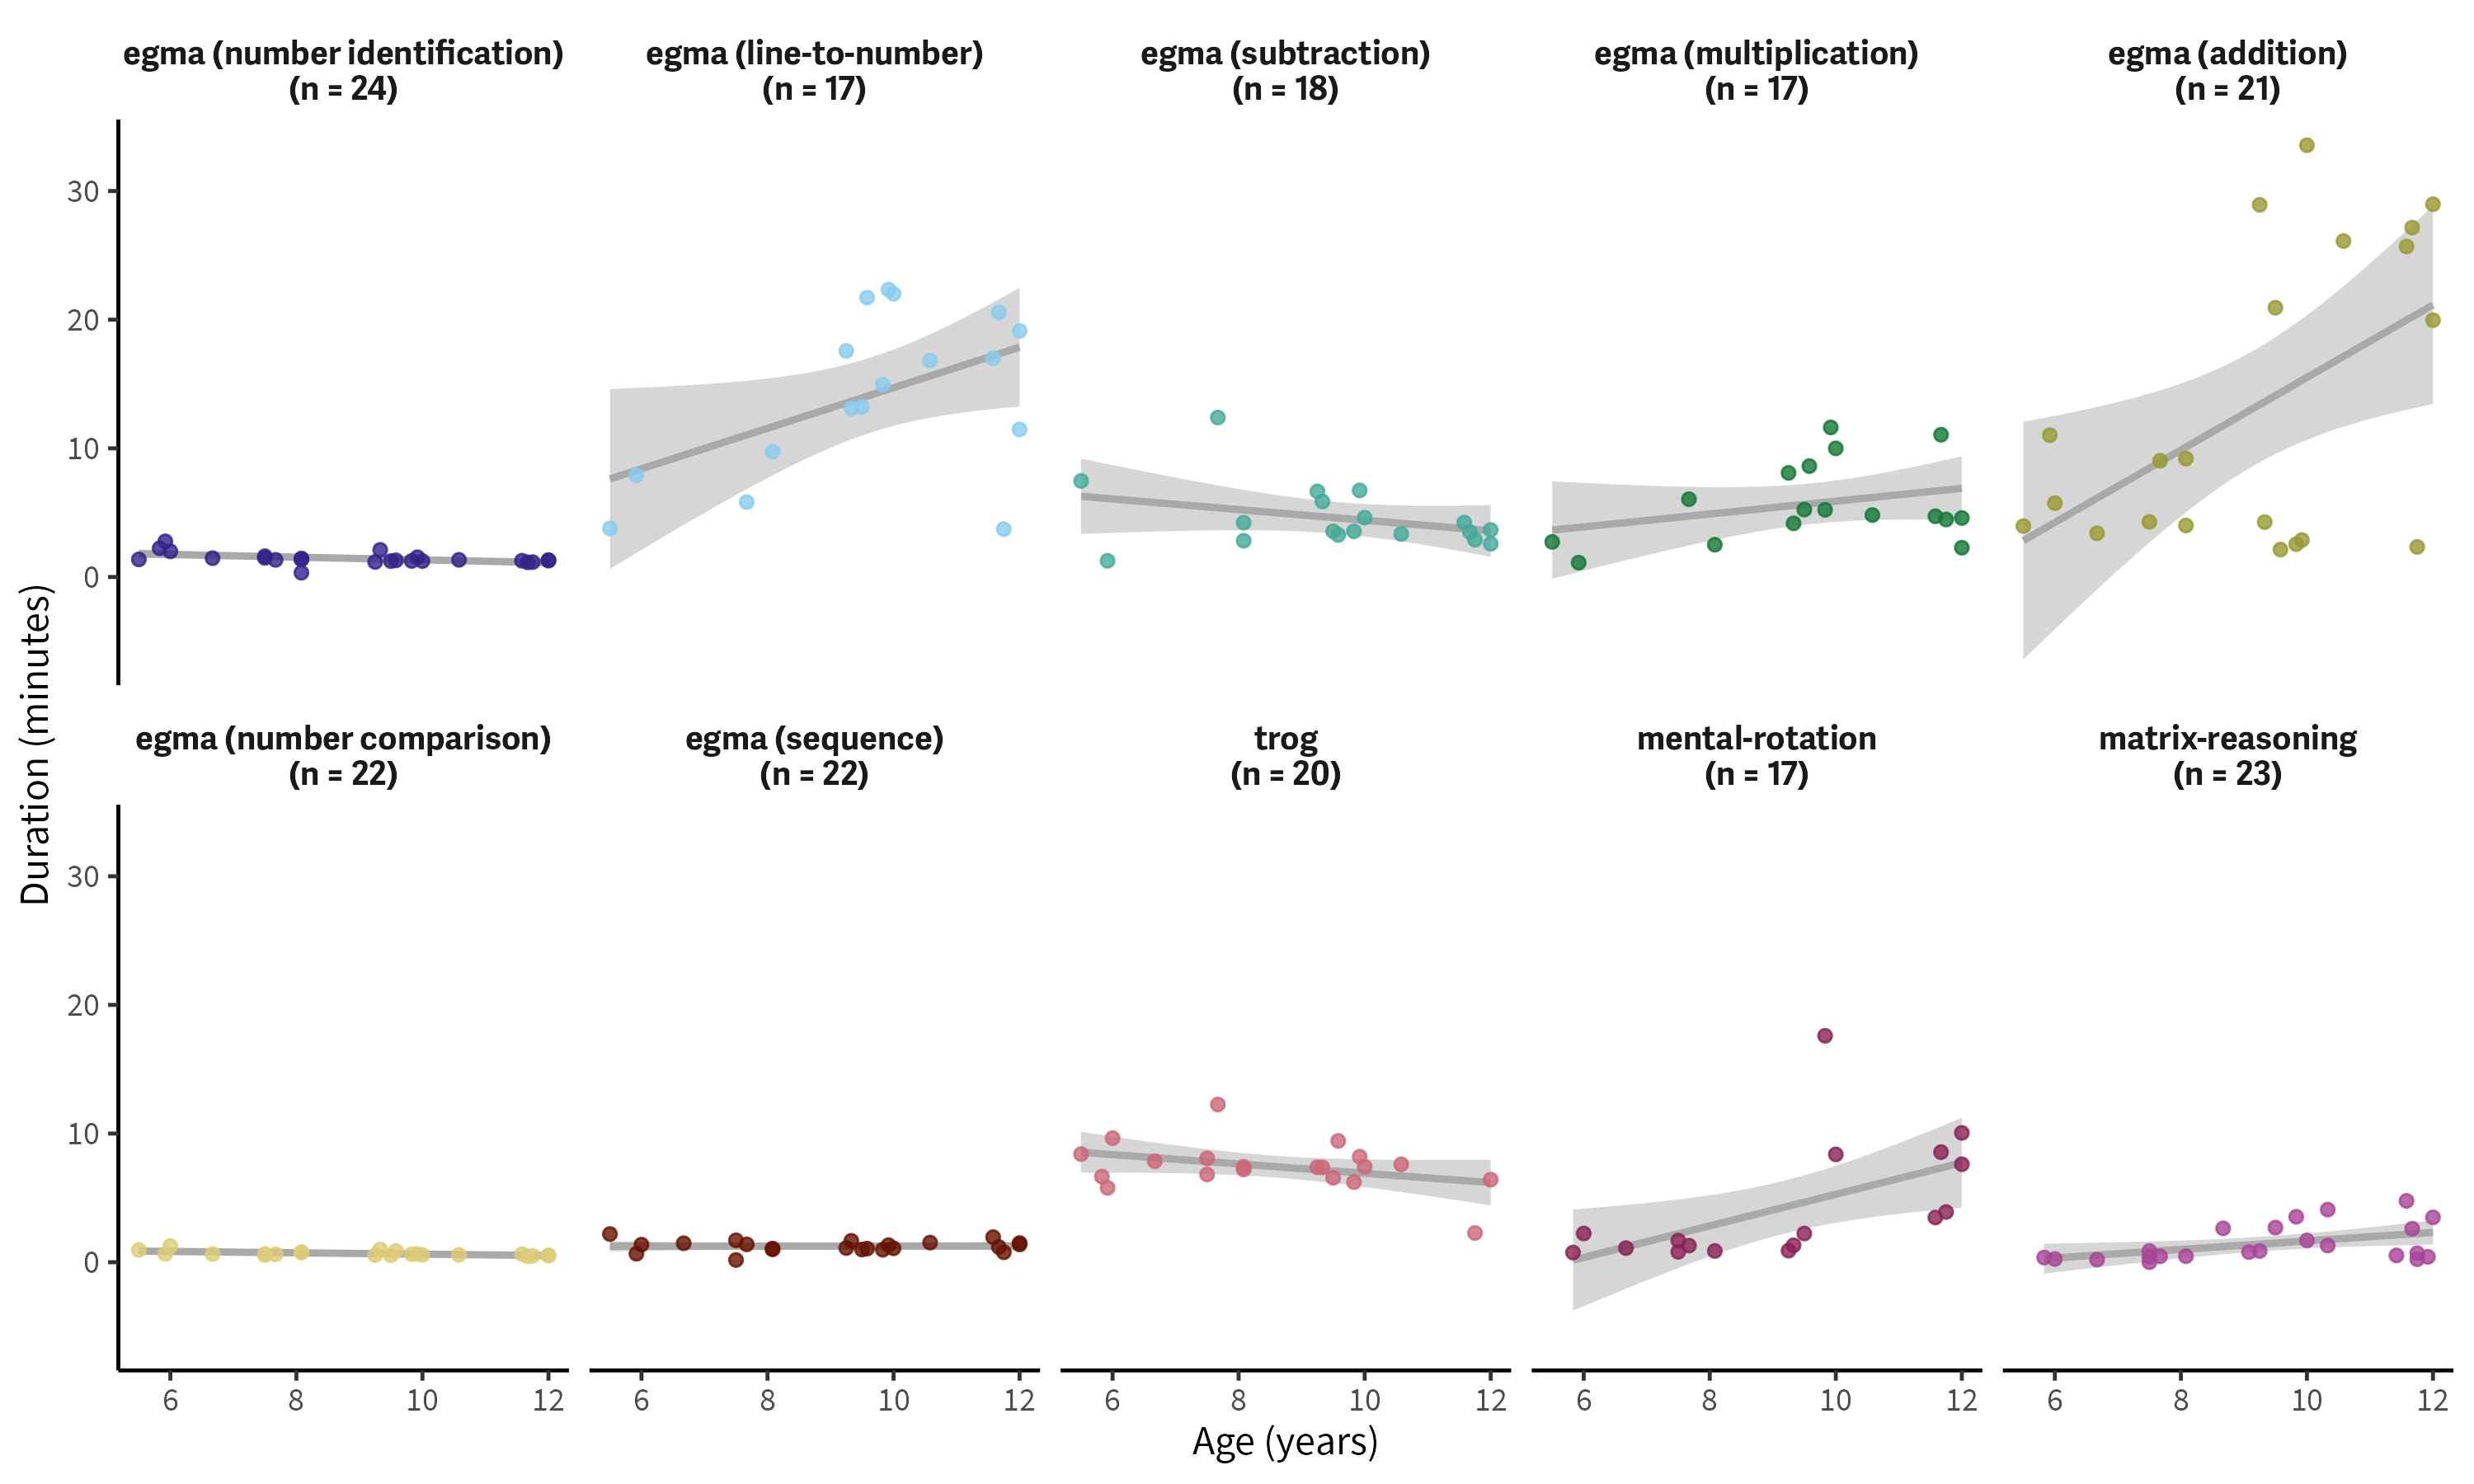 egma (number identification)
(n = 24)
egma (line-to-number)
(n = 17)
egma (subtraction)
(n = 18)
egma (multiplication)
(n = 17)
egma (addition)
(n = 21)
30
20
10
0
Duration (minutes)
egma (number comparison)
(n = 22)
egma (sequence)
(n = 22)
trog
(n = 20)
mental-rotation
(n = 17)
matrix-reasoning
(n = 23)
30
20
10
0
6 8 10 12
6 8 10 12
6 8 10 12
6 8 10 12
6 8 10 12
Age (years)